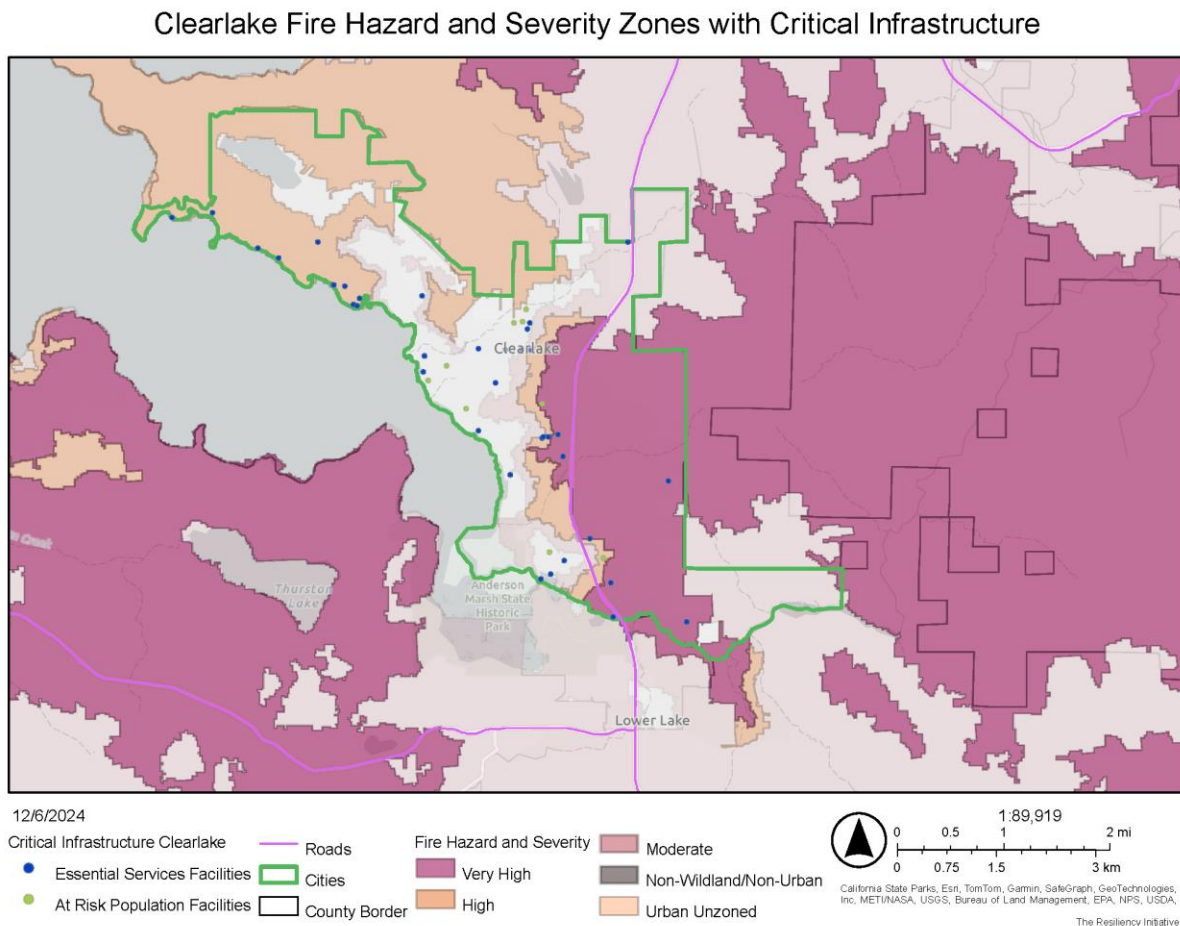 Clearlake Fire Hazard and Severity Zones with Critical Infrastructure
Clearlake
Creek
Thurston
Lake
Anderson
Marsh State
Historic
Park
Lower Lake
12/6/2024
Critical Infrastructure Clearlake
Essential Services Facilities
At Risk Population Facilities
Roads
Cities
County Border
Fire Hazard and Severity
Very High
High
Moderate
Non-Wildland/Non-Urban
Urban Unzoned
1:89,919
0 0.5 1 2 mi
0 0.75 1.5 3 km
California State Parks, Esri, TomTom, Garmin, SafeGraph, GeoTechnologies,
Inc, METI/NASA, USGS, Bureau of Land Management, EPA, NPS, USDA,
The Resiliency Initiative